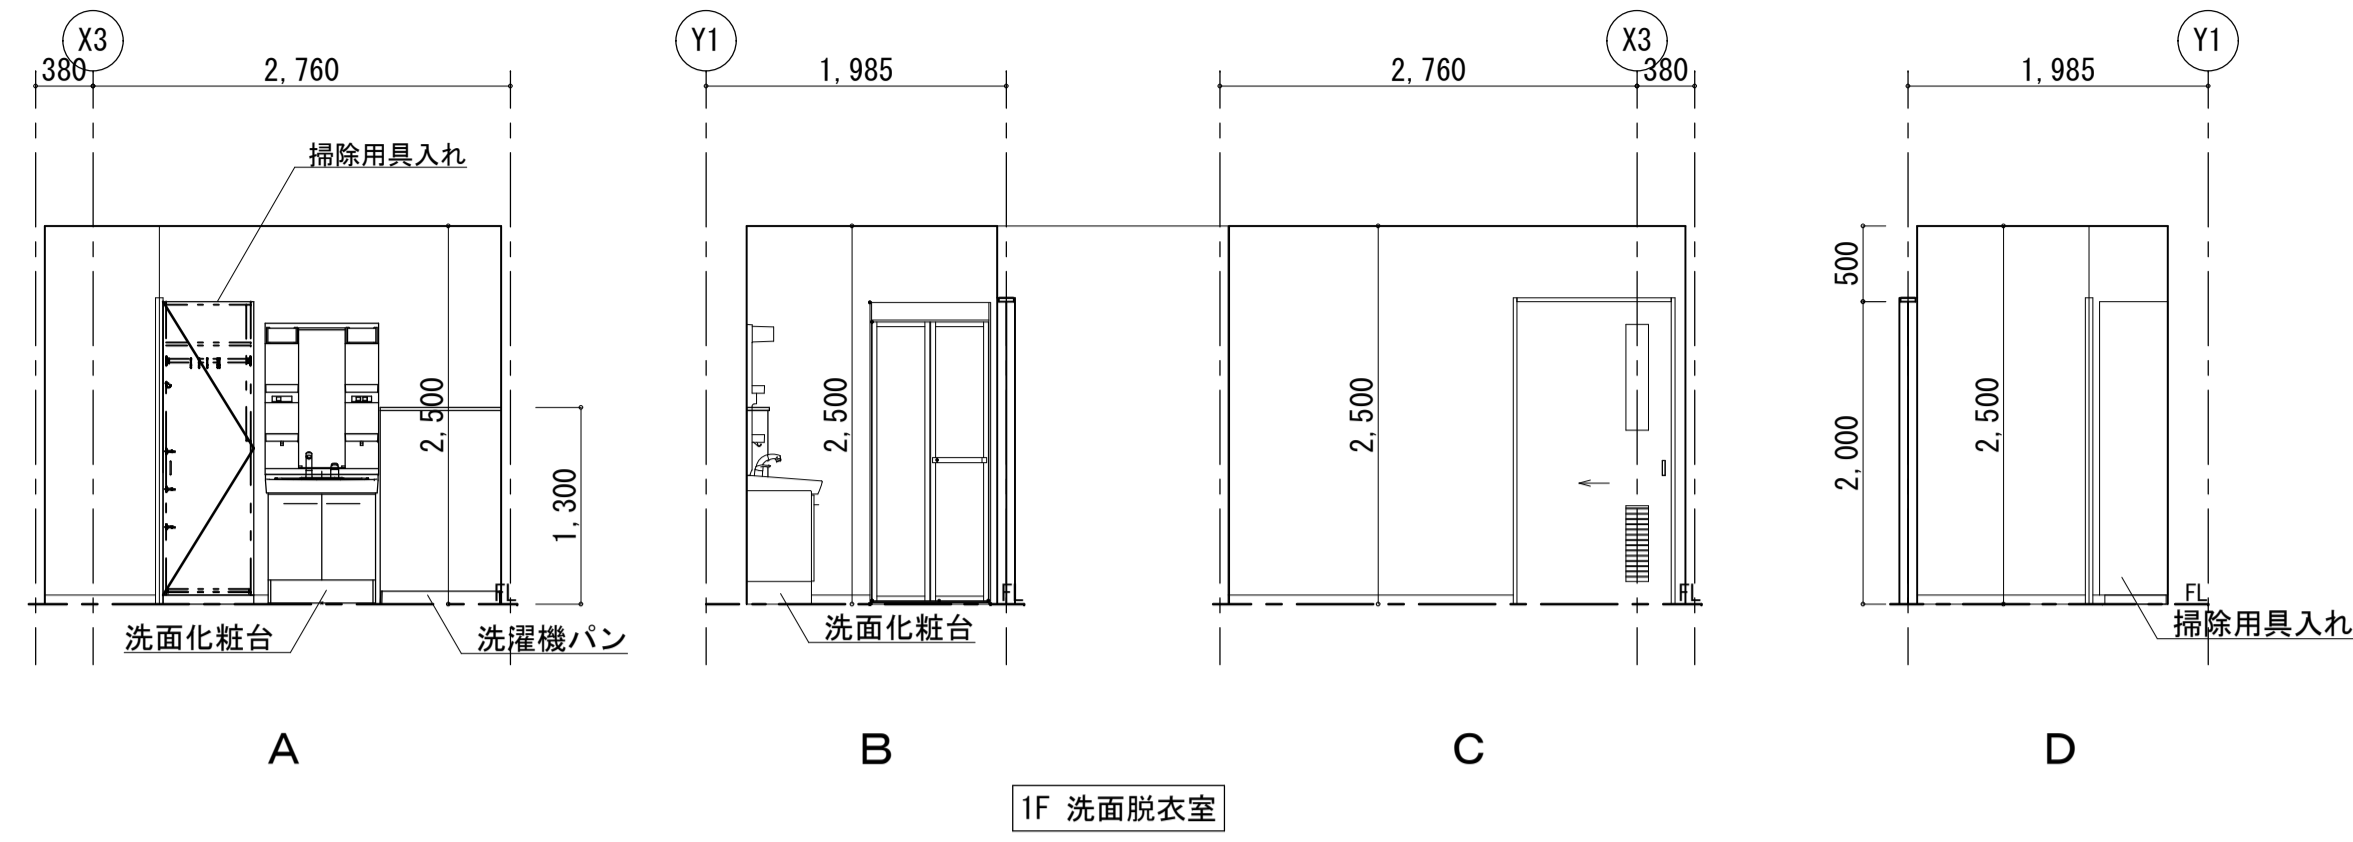 X3
Y1
X3
Y1
380
2,760
1,985
2,760
380
1,985
掃除用具入れ
500
2,500
2,500
2,500
2,500
2,000
1,300
FL
FL
FL
FL
洗面化粧台
洗濯機パン
洗面化粧台
掃除用具入れ
A
B
C
D
1F 洗面脱衣室